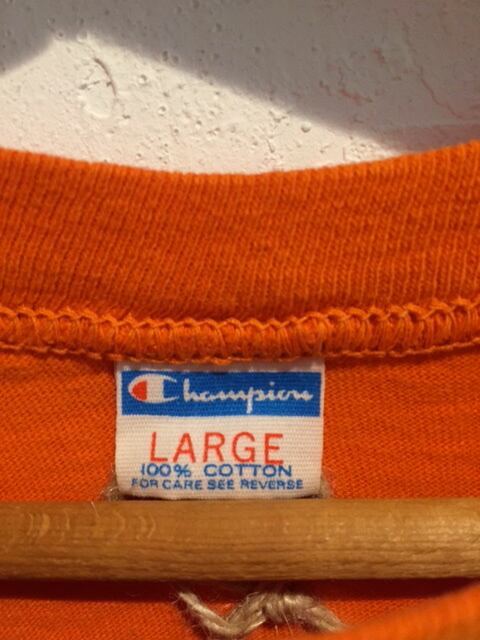 Champion
LARGE
100% COTTON
FOR CARE SEE REVERSE